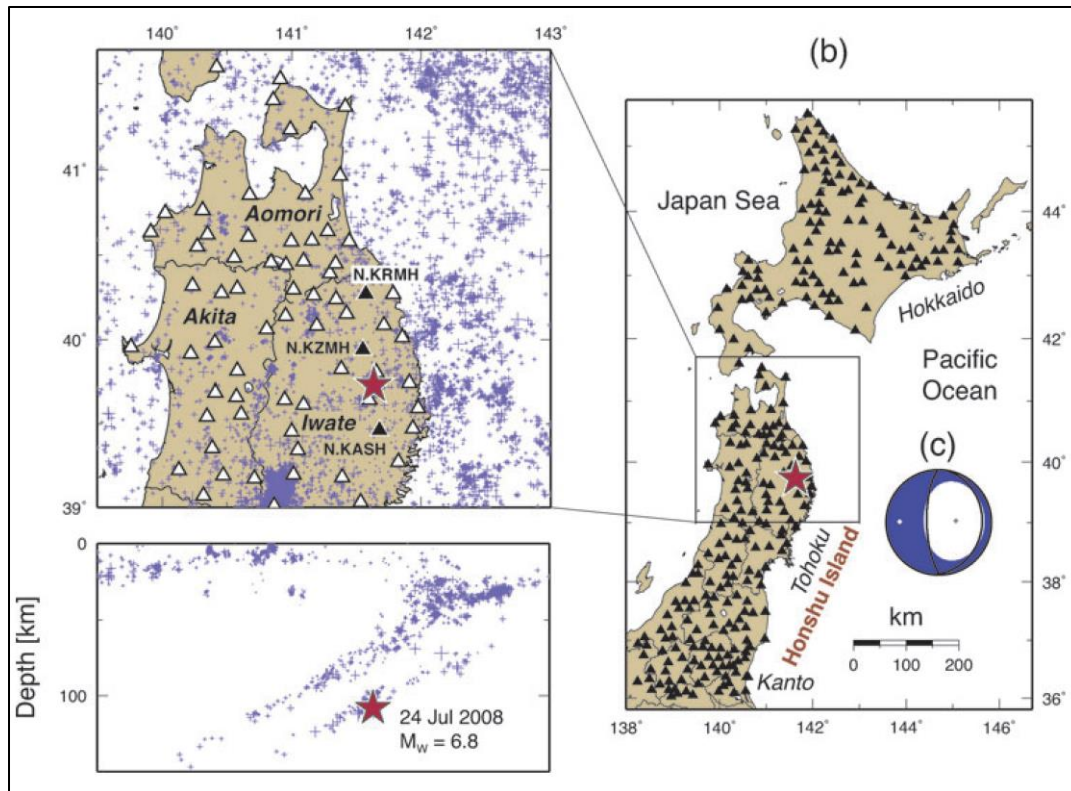 140°
141°
142°
143°
41°
40°
39°
Aomori
N.KRMH
Akita
N.KZMH
Iwate
N.KASH
0
100
Depth [km]
24 Jul 2008
Mw = 6.8
(b)
Japan Sea
Hokkaido
Pacific
Ocean
(c)
Tohoku
Honshu Island
Kanto
km
0 100 200
44°
42°
40°
38°
36°
138° 140° 142° 144° 146°